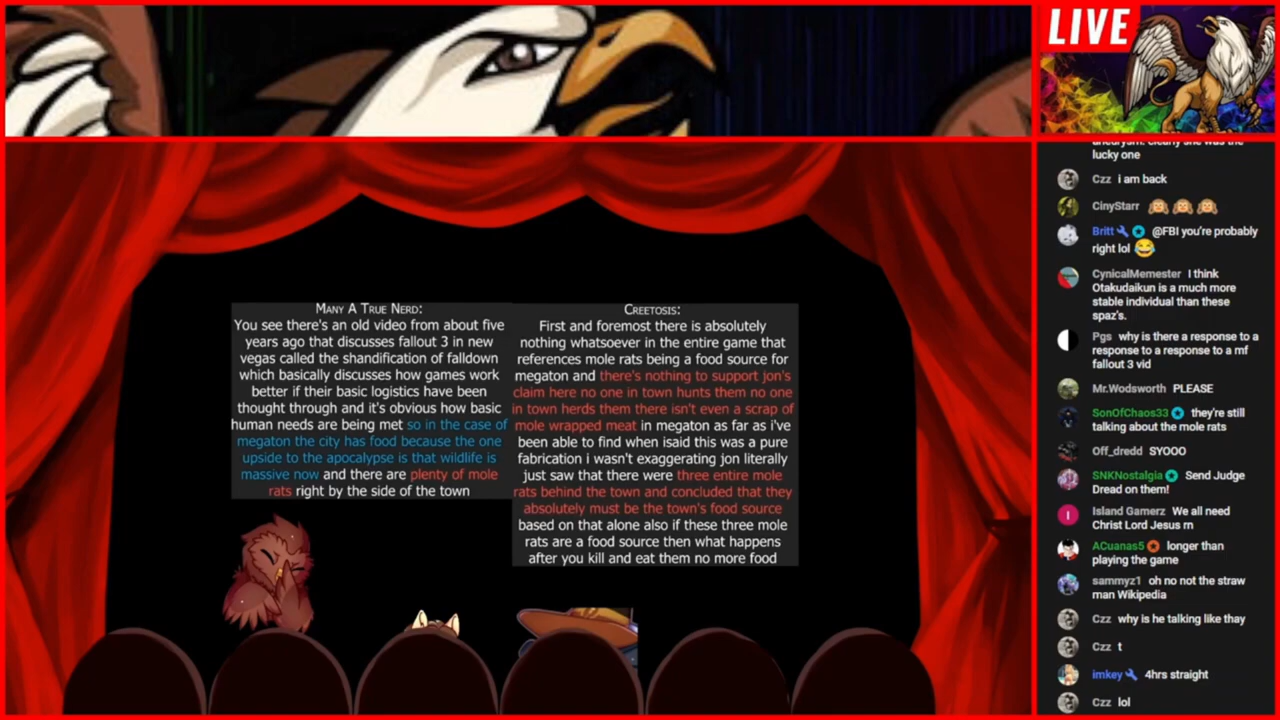 LIVE
MANY A TRUE NERD:
You see there's an old video from about five
years ago that discusses fallout 3 in new
vegas called the shandification of falldown
which basically discusses how games work
better if their basic logistics have been
thought through and it's obvious how basic
human needs are being met so in the case of
megaton the city has food because the one
upside to the apocalypse is that wildlife is
massive now and there are plenty of mole
rats right by the side of the town
CREETOSIS:
First and foremost there is absolutely
nothing whatsoever in the entire game that
references mole rats being a food source for
megaton and there's nothing to support jon's
claim here no one in town hunts them no one
in town herds them there isn't even a scrap of
mole wrapped meat in megaton as far as i've
been able to find when isaid this was a pure
fabrication i wasn't exaggerating jon literally
just saw that there were three entire mole
rats behind the town and concluded that they
absolutely must be the town's food source
based on that alone also if these three mole
rats are a food source then what happens
after you kill and eat them no more food
aneurysm. Clearly she was the
lucky one
Czz i am back
CinyStarr
Britt @FBI you're probably
right lol
CynicalMemester I think
Otakudaikun is a much more
stable individual than these
spaz's.
Pgs why is there a response to a
response to a response to a mf
fallout 3 vid
Mr.Wodsworth PLEASE
SonOfChaos33 they're still
talking about the mole rats
Off_dredd SYOOO
SNKNostalgia Send Judge
Dread on them!
Island Gamerz We all need
Christ Lord Jesus rn
ACuanas5 longer than
playing the game
sammyz1 oh no not the straw
man Wikipedia
Czz why is he talking like thay
Czz t
imkey 4hrs straight
Czz lol